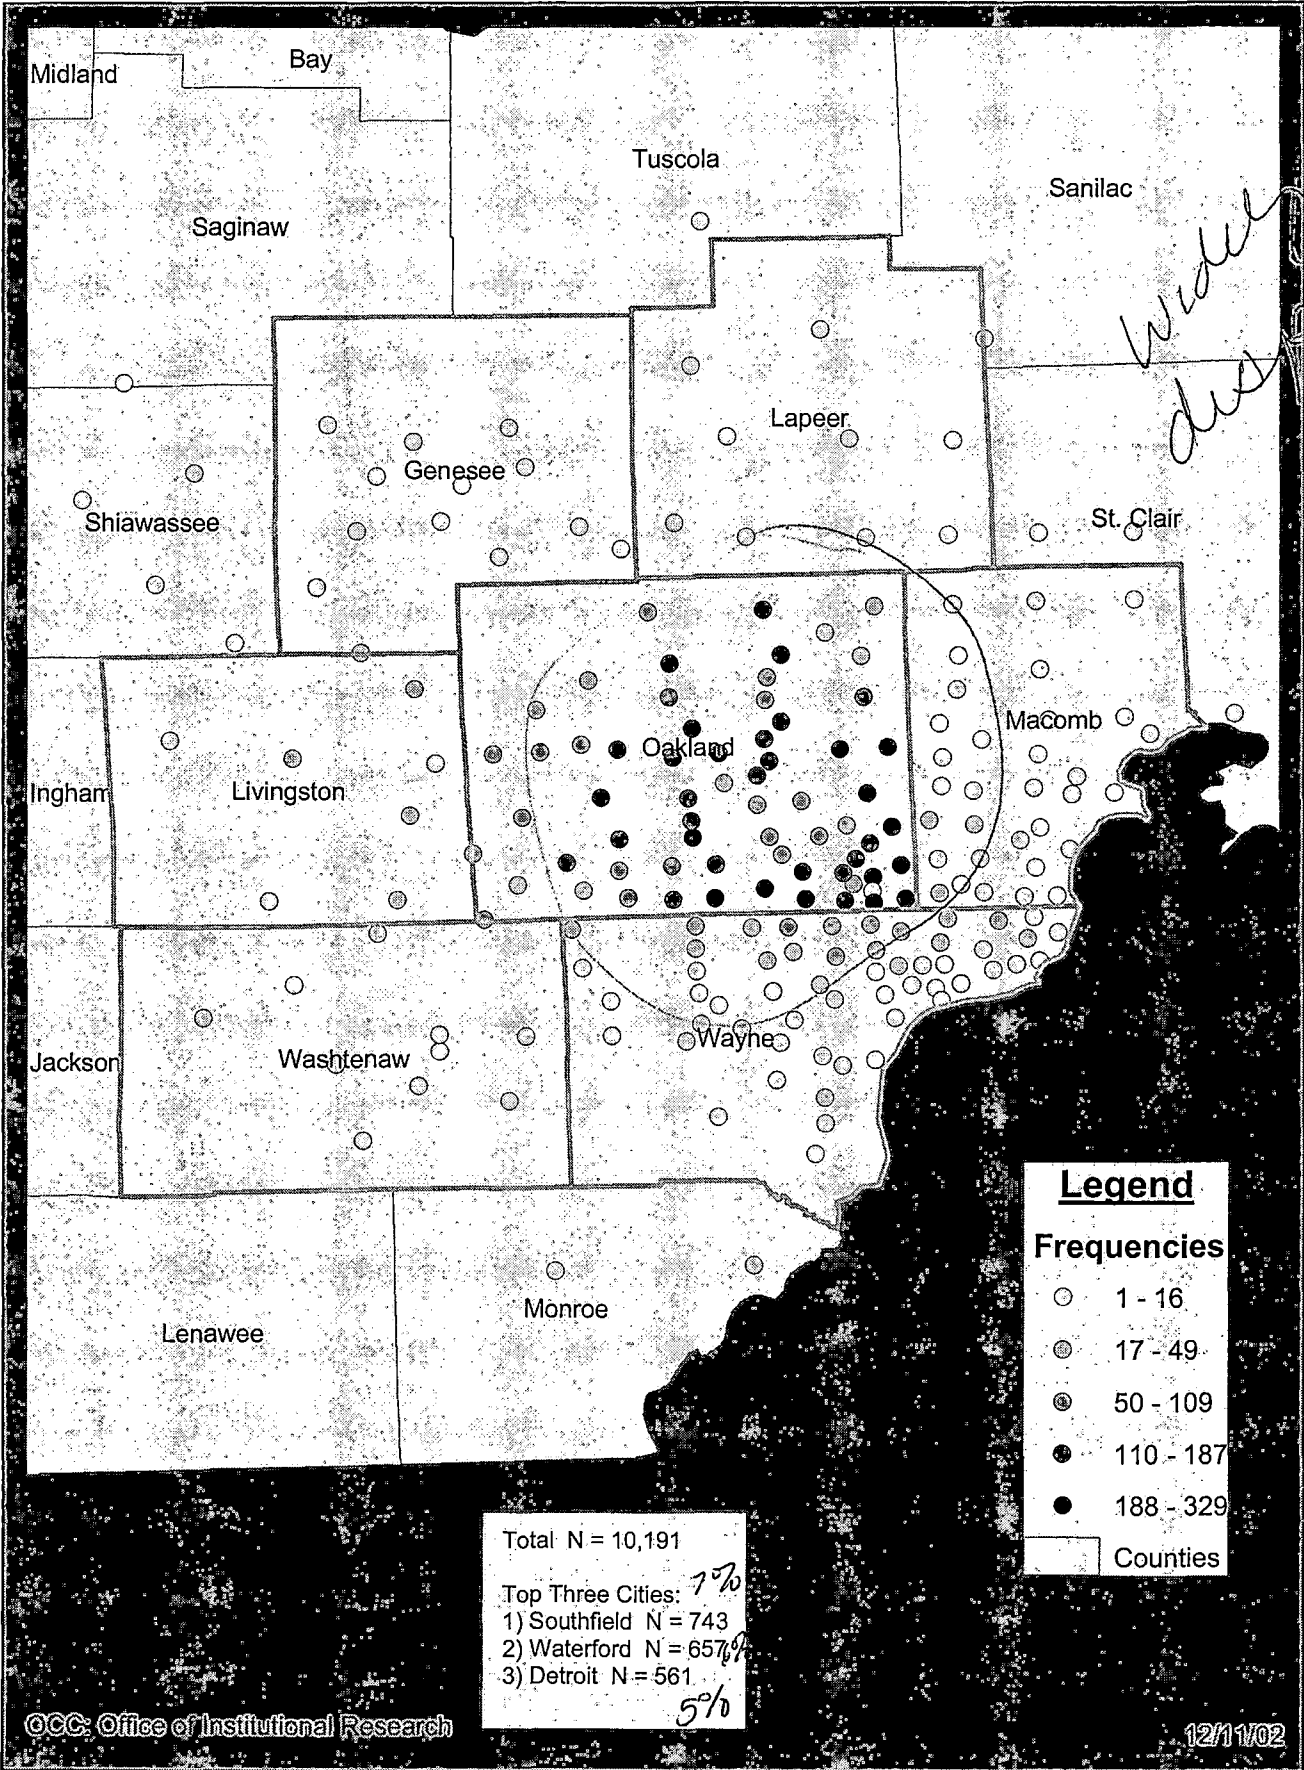 Midland
Bay
Tuscola
Sanilac
Saginaw
Widel
Lapeer
Genesee
Shiawassee
St. Clair
Macomb
Oakland
Ingham
Livingston
Wayne
Jackson
Washtenaw
Legend
Frequencies
1 - 16
17 - 49
50 - 109
110 - 187
188 - 329
Counties
Monroe
Lenawee
Total N = 10,191
7%
Top Three Cities:
1) Southfield N = 743
2) Waterford N = 657 6%
3) Detroit N = 561
5%
OCC: Office of Institutional Research
12/11/02